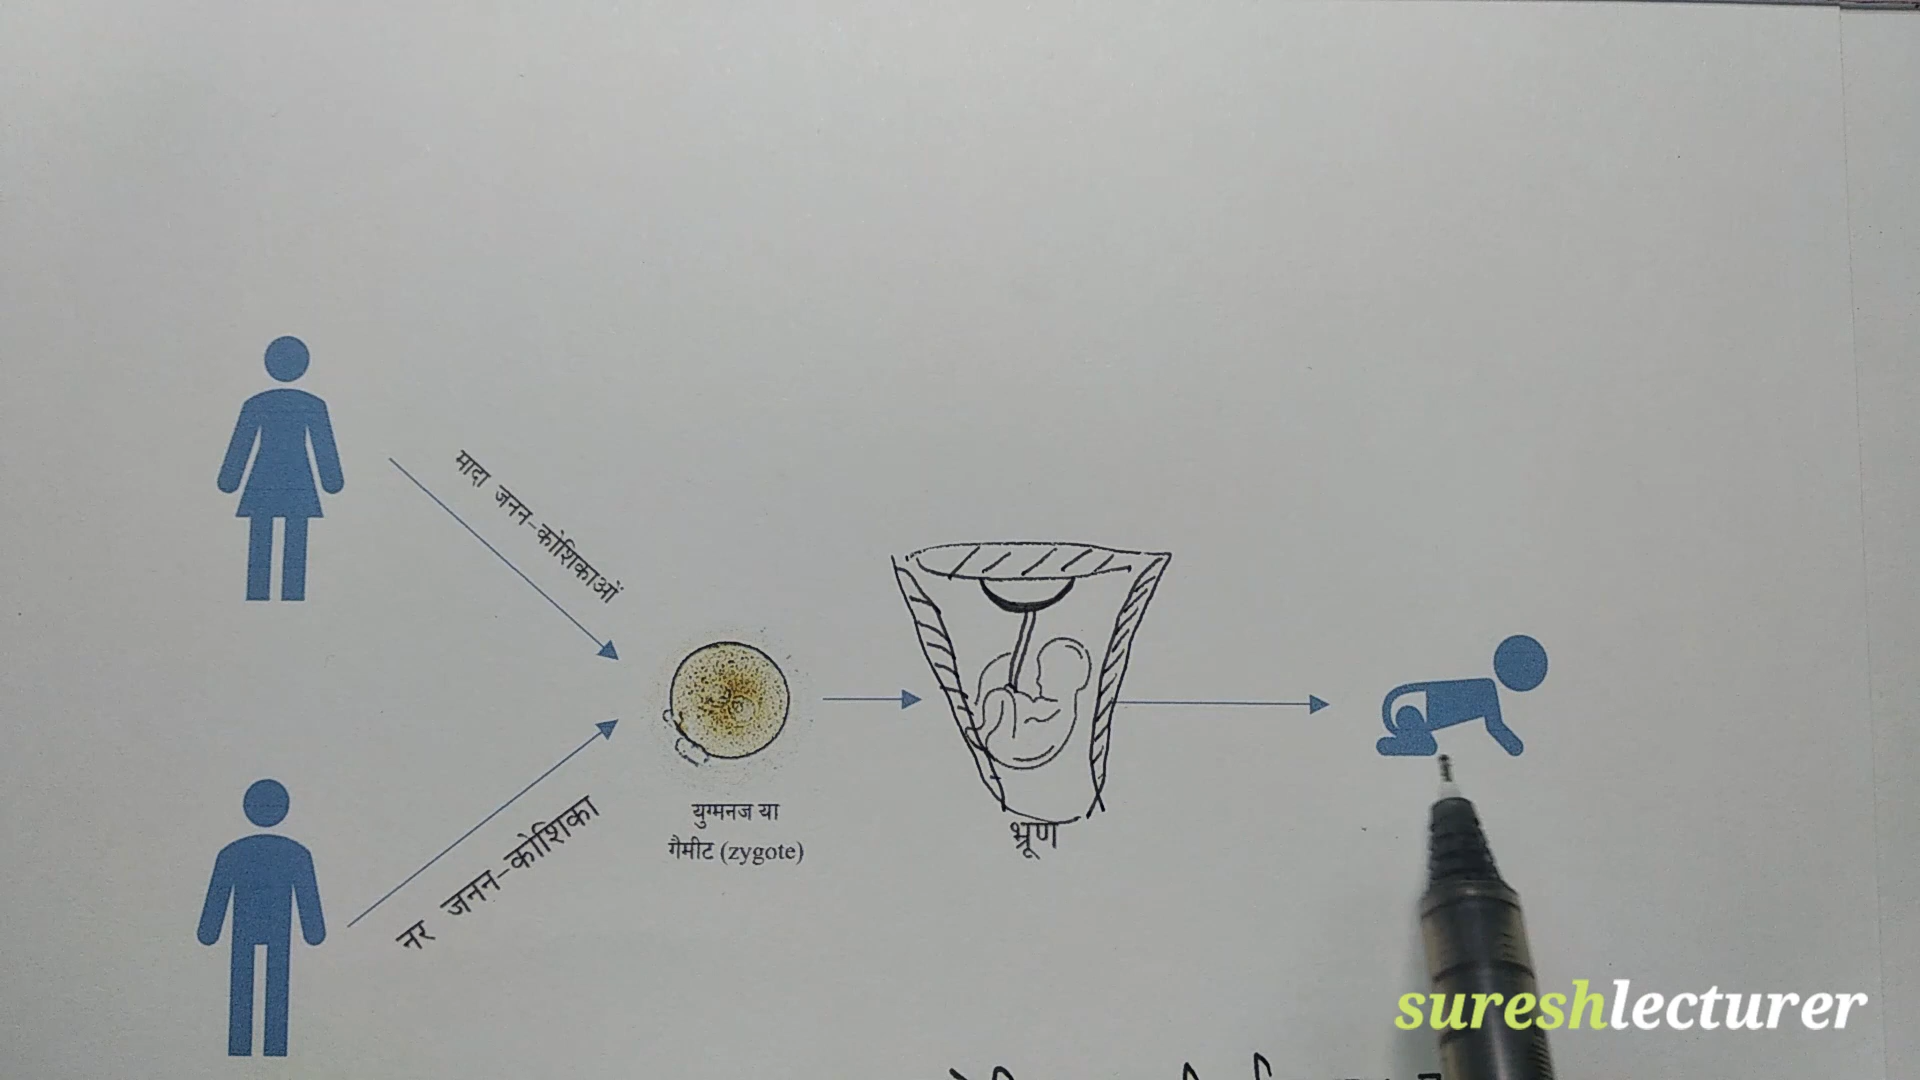 मादा जनन-कोशिकाओं
नर जनन-कोशिका
युग्मनज या
गैमीट (zygote)
भ्रूण
sureshlecturer